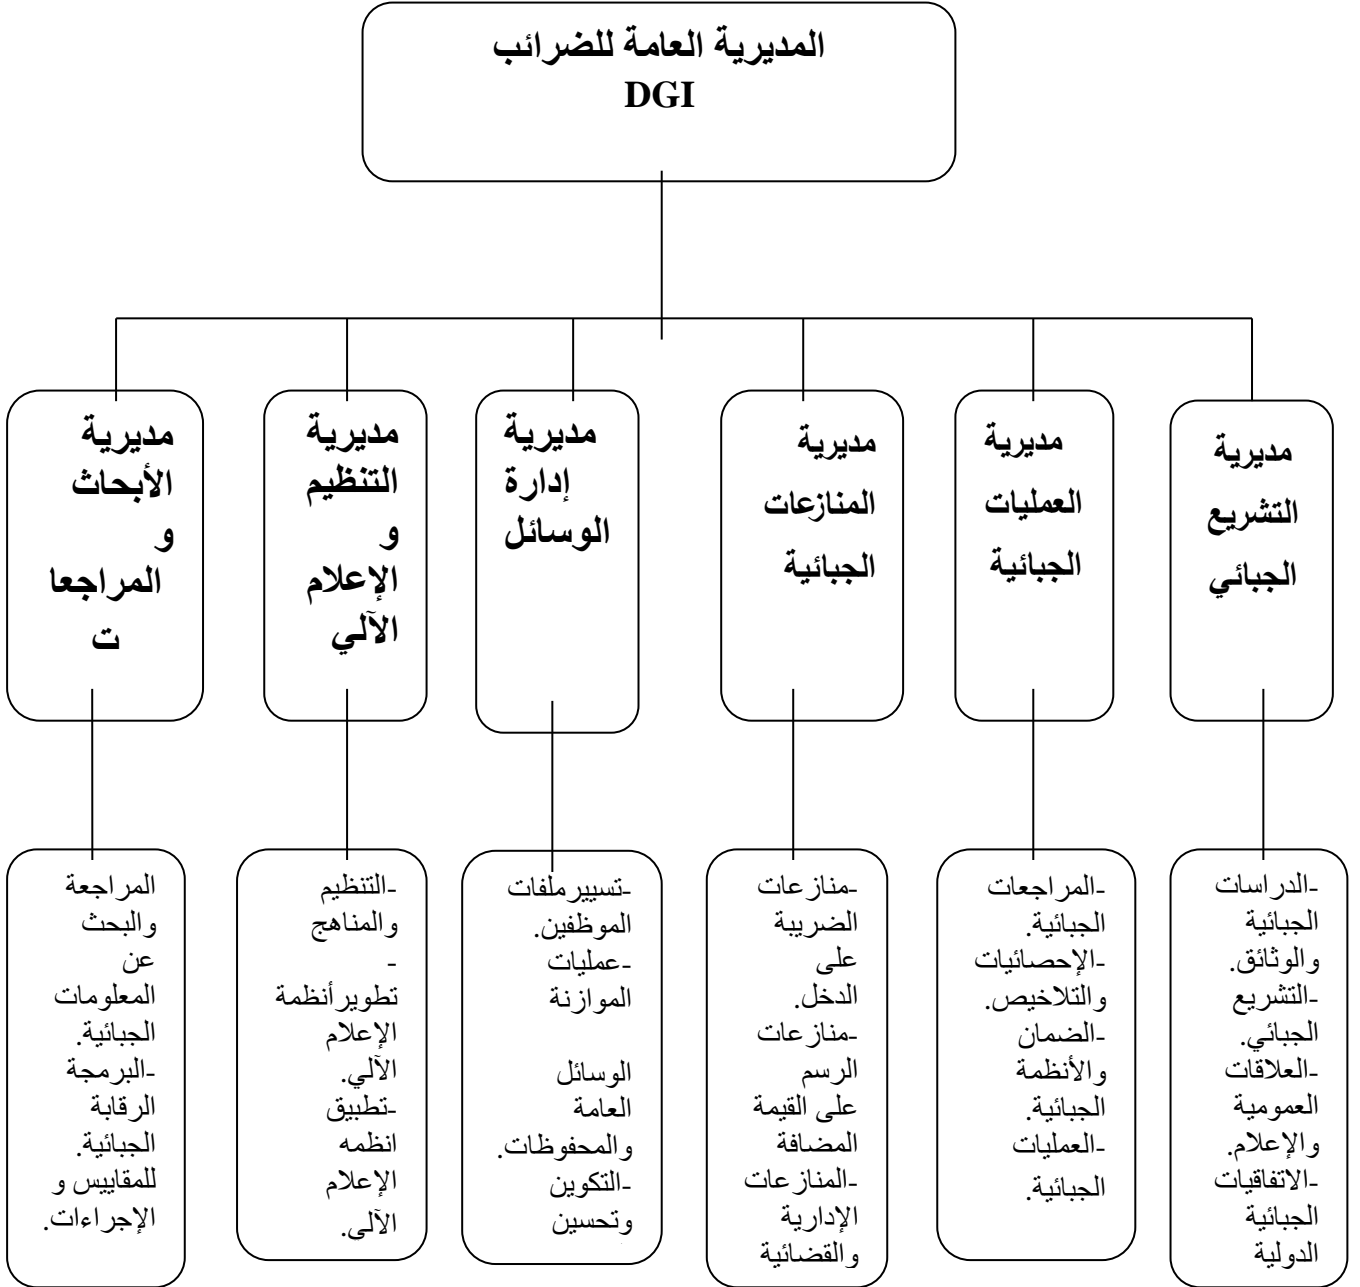 المديرية العامة للضرائب
DGI
مديرية
التشريع
الجبائي
مديرية
العمليات
الجبائية
مديرية
المنازعات
الجبائية
مديرية
إدارة
الوسائل
مديرية
التنظيم
و
الإعلام
الآلي
مديرية
الأبحاث
و
المراجعا
ت
-الدراسات
الجبائية
والوثائق.
-التشريع
الجبائي.
-العلاقات
العمومية
والإعلام.
-الاتفاقيات
الجبائية
الدولية
-المراجعات
الجبائية.
-الإحصائيات
والتلاخيص.
-الضمان
والأنظمة
الجبائية.
-العمليات
الجبائية.
-منازعات
الضريبة
على
الدخل.
-منازعات
الرسم
على القيمة
المضافة
-المنازعات
الإدارية
والقضائية
-تسييرملفات
الموظفين.
-عمليات
الموازنة
الوسائل
العامة
والمحفوظات.
-التكوين
وتحسين
-التنظيم
والمناهج
-
تطويرأنظمة
الإعلام
الآلي.
-تطبيق
انظمه
الإعلام
الآلى.
المراجعة
والبحث
عن
المعلومات
الجبائية.
-البرمجة
الرقابة
الجبائية.
للمقاييس و
الإجراءات.